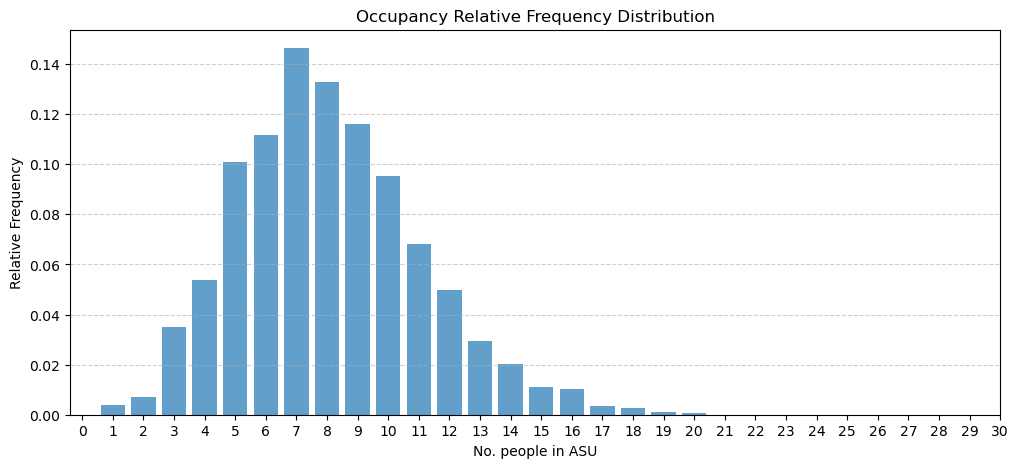 Occupancy Relative Frequency Distribution
Relative Frequency
0.14
0.12
0.10
0.08
0.06
0.04
0.02
0.00
0 1 2 3 4 5 6 7 8 9 10 11 12 13 14 15 16 17 18 19 20 21 22 23 24 25 26 27 28 29 30
No. people in ASU